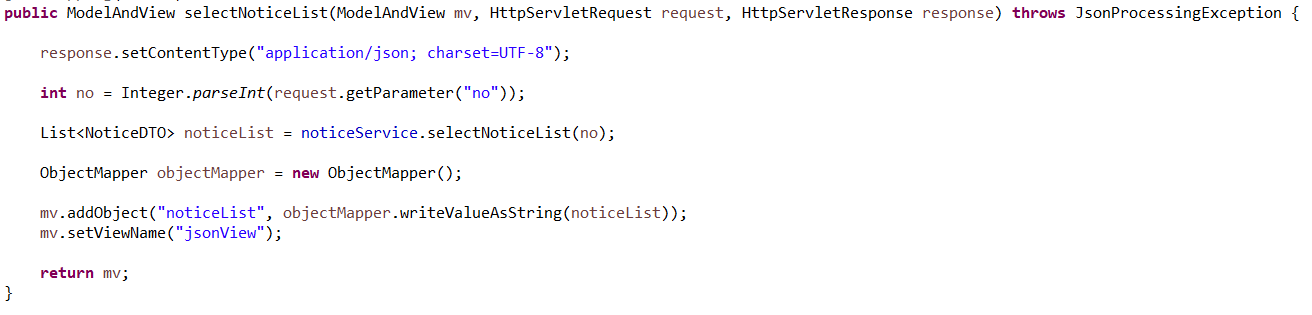 public ModelAndView selectNoticeList(ModelAndView mv, HttpServletRequest request, HttpServletResponse response) throws JsonProcessingException {
response.setContentType("application/json; charset=UTF-8");
int no = Integer.parseInt(request.getParameter("no"));
List<NoticeDTO> noticeList = noticeService.selectNoticeList(no);
ObjectMapper objectMapper = new ObjectMapper();
mv.addObject("noticeList", objectMapper.writeValueAsString(noticeList));
mv.setViewName("jsonView");
return mv;
}